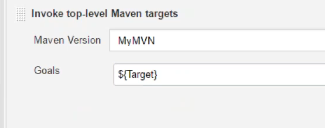 Invoke top-level Maven targets
Maven Version MyMVN
Goals ${Target}